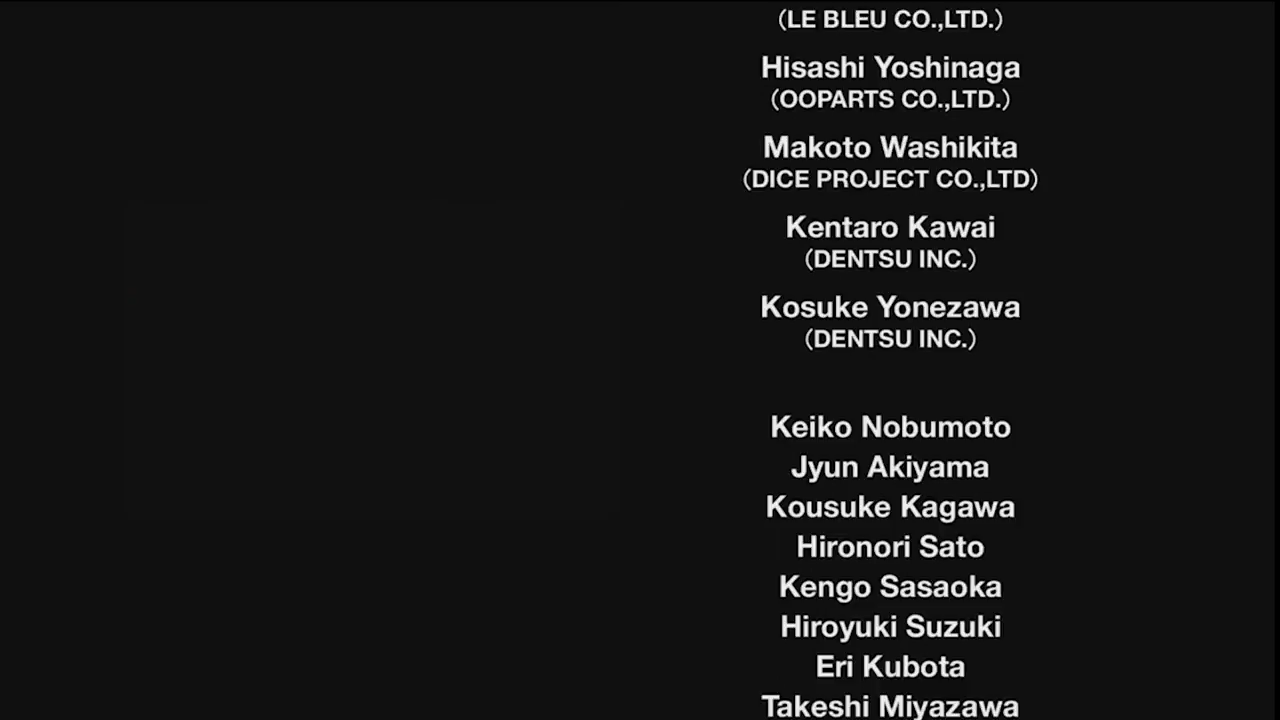 (LE BLEU CO.,LTD.)
Hisashi Yoshinaga
(OOPARTS CO.,LTD.)
Makoto Washikita
(DICE PROJECT CO.,LTD)
Kentaro Kawai
(DENTSU INC.)
Kosuke Yonezawa
(DENTSU INC.)
Keiko Nobumoto
Jyun Akiyama
Kousuke Kagawa
Hironori Sato
Kengo Sasaoka
Hiroyuki Suzuki
Eri Kubota
Takeshi Miyazawa